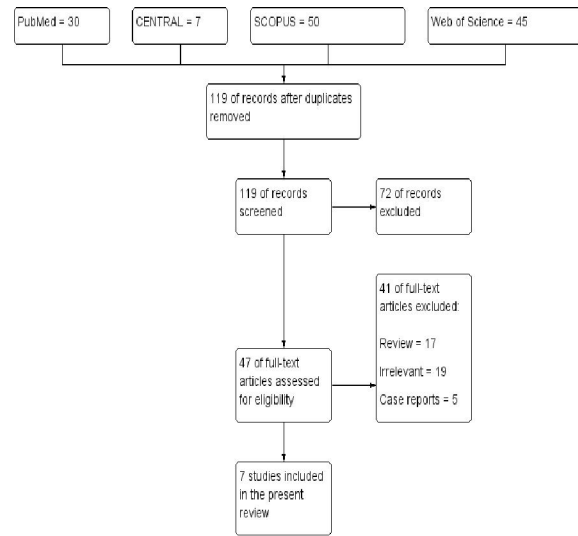 PubMed = 30
CENTRAL = 7
SCOPUS = 50
Web of Science = 45
119 of records after duplicates
removed
119 of records
screened
72 of records
excluded
47 of full-text
articles assessed
for eligibility
41 of full-text
articles excluded:
Review = 17
Irrelevant = 19
Case reports = 5
7 studies included
in the present
review